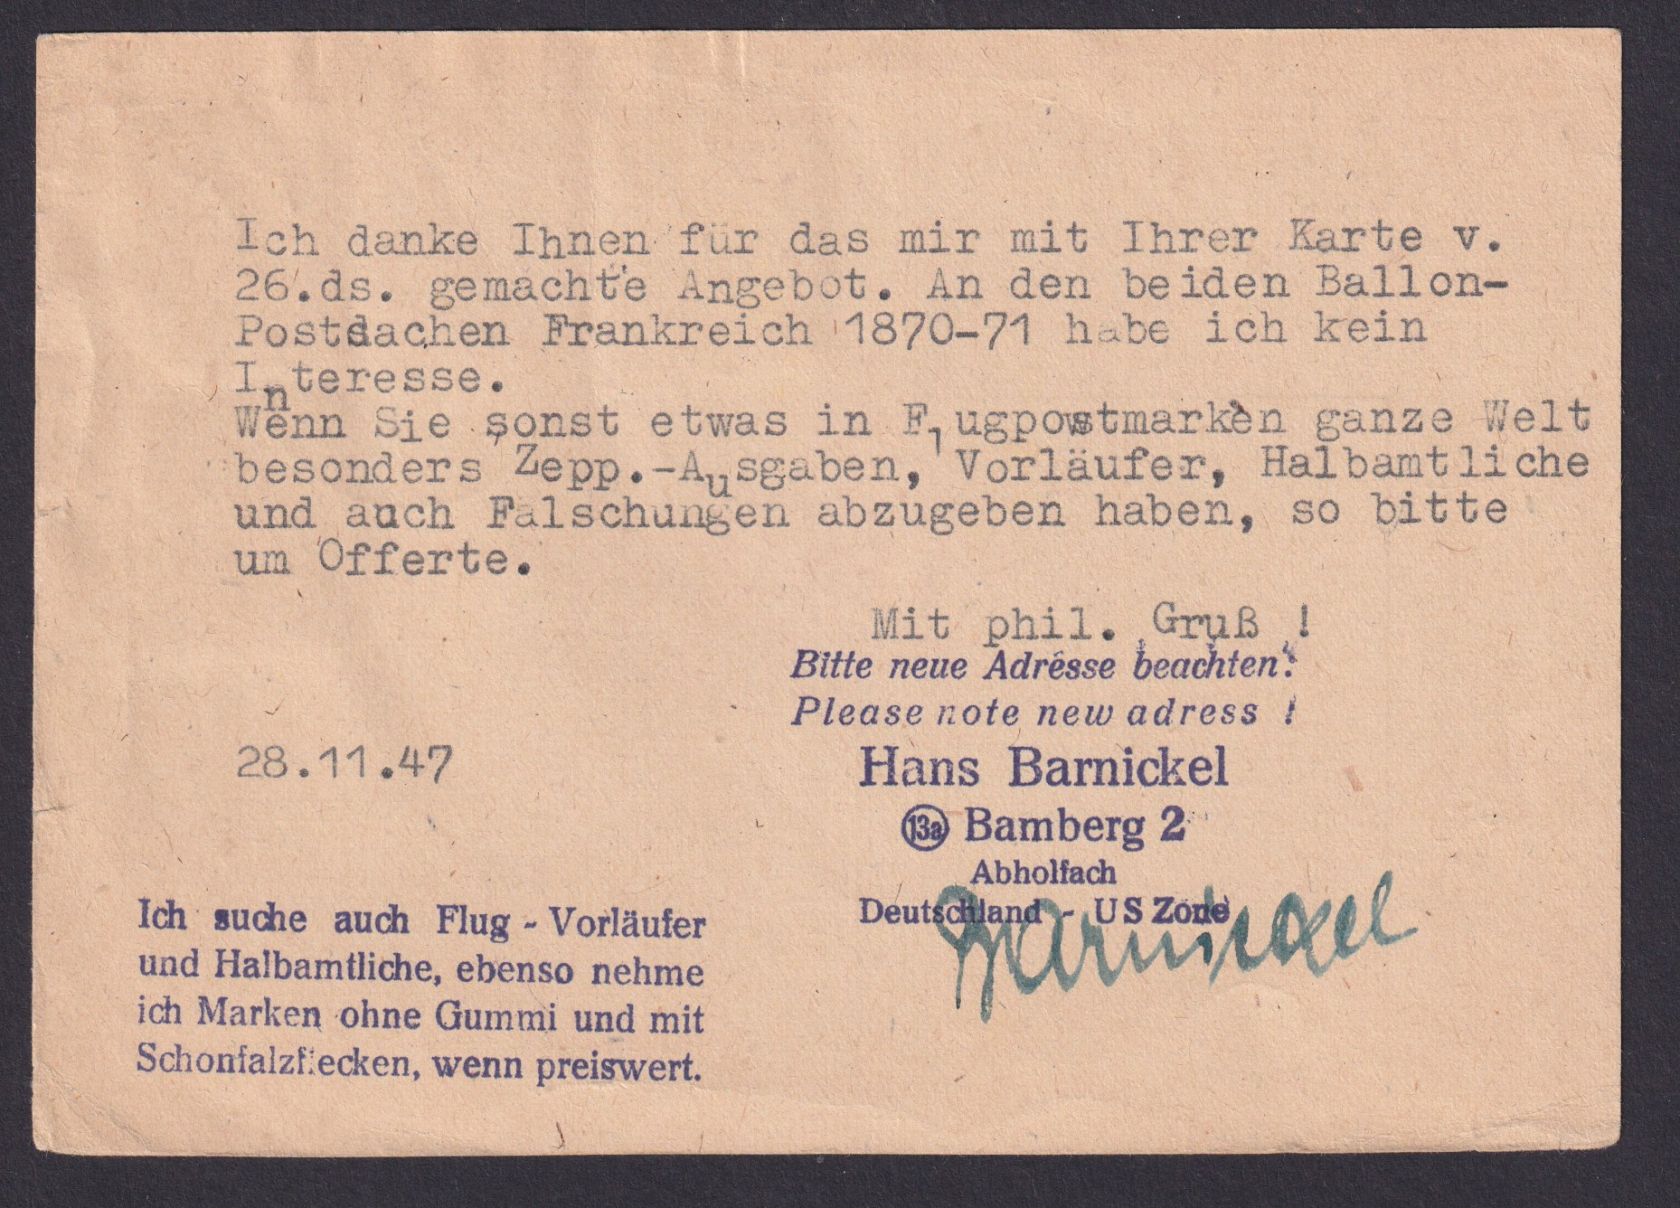 Ich danke Ihnen für das mir mit Ihrer Karte v.
26.ds. gemachte Angebot. An den beiden Ballon-
Postsachen Frankreich 1870-71 habe ich kein
Interesse.
Wenn Sie sonst etwas in Flugpostmarken ganze Welt
besonders Zepp.-Ausgaben, Vorläufer, Halbamtliche
und auch Fälschungen abzugeben haben, so bitte
um Offerte.
Mit phil. Gruß !
Bitte neue Adresse beachten!
Please note new adress !
28.11.47
Hans Barnickel
13a Bamberg 2
Abholfach
Deutschland - US Zone
Barnickel
Ich suche auch Flug - Vorläufer
und Halbamtliche, ebenso nehme
ich Marken ohne Gummi und mit
Schonfalzflecken, wenn preiswert.